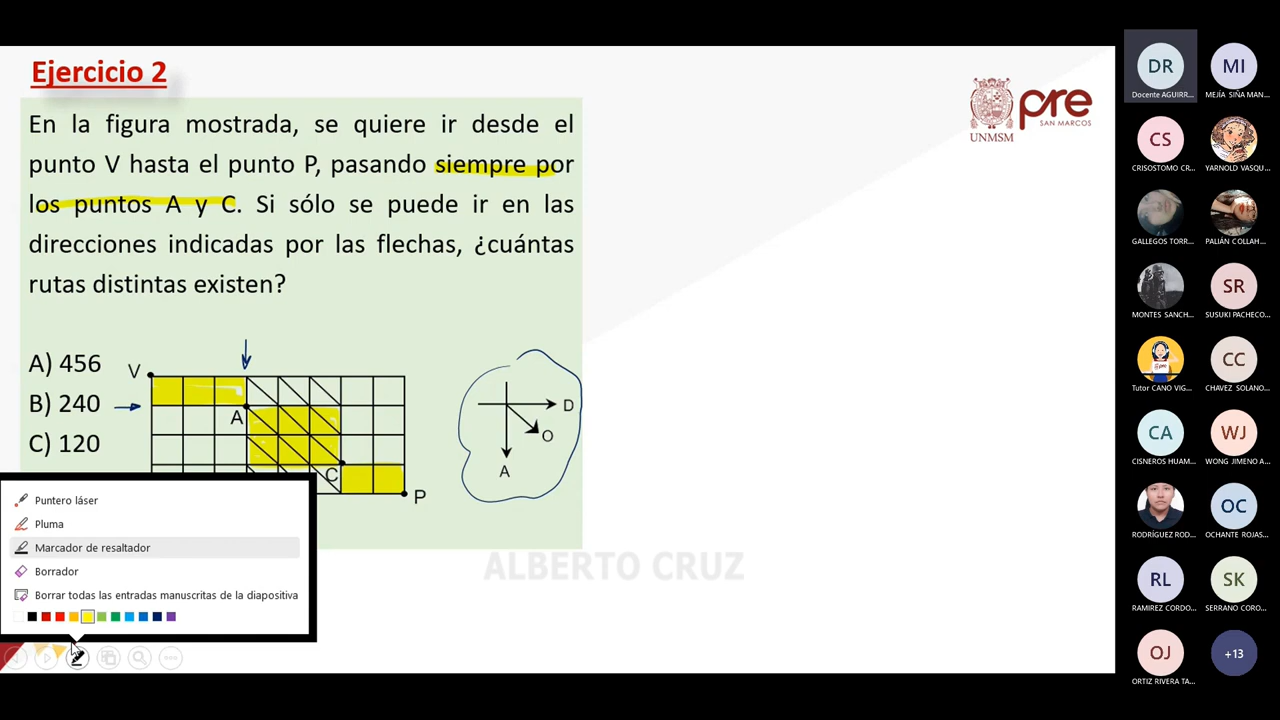 Ejercicio 2
En la figura mostrada, se quiere ir desde el
punto V hasta el punto P, pasando siempre por
los puntos A y C. Si sólo se puede ir en las
direcciones indicadas por las flechas, ¿cuántas
rutas distintas existen?
A) 456
B) 240
C) 120
V
A
C
P
D
O
A
UNMSM
pre
SAN MARCOS
ALBERTO CRUZ
Puntero láser
Pluma
Marcador de resaltador
Borrador
Borrar todas las entradas manuscritas de la diapositiva
DR
Docente AGUIRR...
MI
MEJÍA SIÑA MAN...
CS
CRISOSTOMO CR...
YARNOLD VASQU...
GALLEGOS TORR...
PALIÁN COLLAH...
MONTES SANCH...
SR
SUSUKI PACHECO...
Tutor CANO VIG...
CC
CHAVEZ SOLANO...
CA
CISNEROS HUAM...
WJ
WONG JIMENO A...
RODRÍGUEZ ROD...
OC
OCHANTE ROJAS...
RL
RAMIREZ CORDO...
SK
SERRANO CORO...
OJ
ORTIZ RIVERA TA...
+13